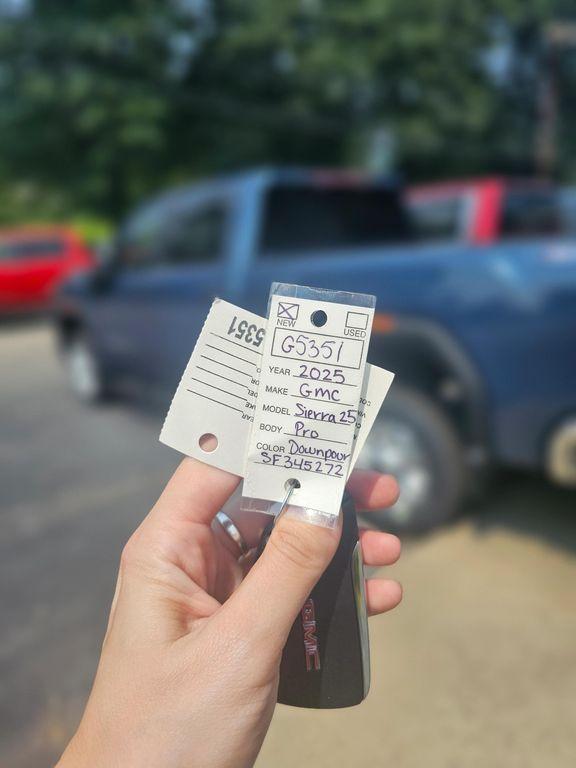 NEW
USED
G5351
YEAR 2025
MAKE GMC
MODEL Sierra 25
BODY Pro
COLOR Downpour
SF345272
5351
GMC